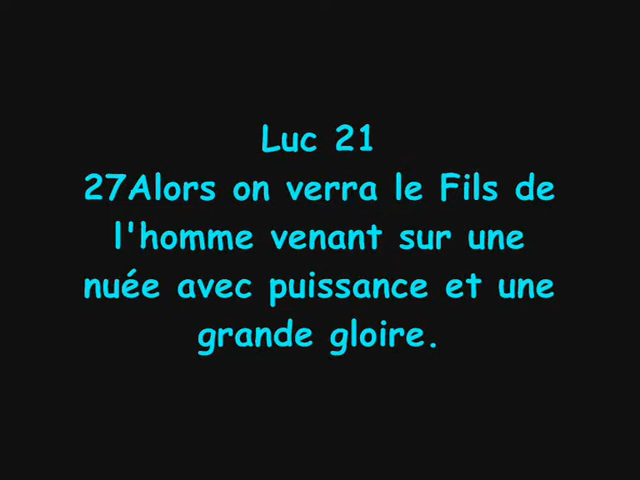 Luc 21
27Alors on verra le Fils de
l'homme venant sur une
nuée avec puissance et une
grande gloire.